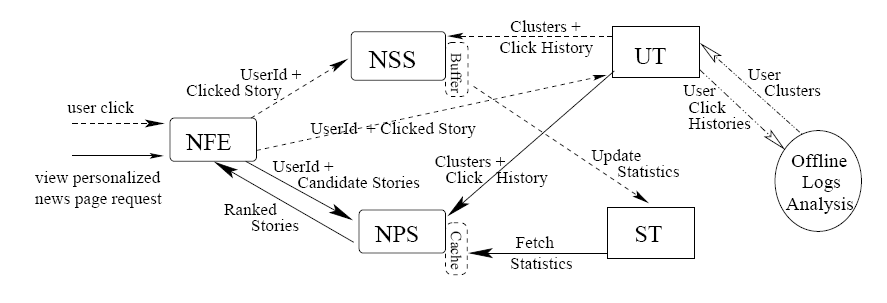 Clusters +
Click History
NSS
Buffer
UT
UserId +
Clicked Story
User
Clusters
user click
User
Click
Histories
UserId + Clicked Story
NFE
view personalized
news page request
UserId +
Candidate Stories
Clusters +
Click History
Update
Statistics
Offline
Logs
Analysis
Ranked
Stories
NPS
Cache
Fetch
Statistics
ST